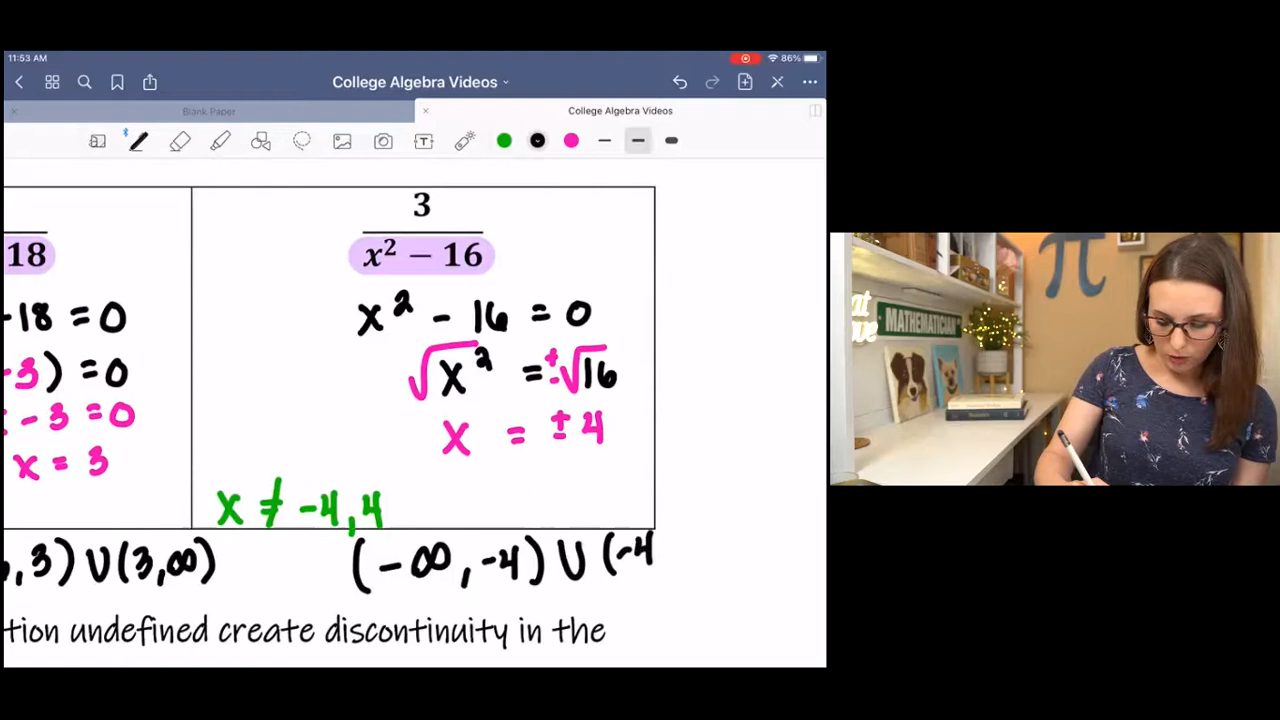 11:53 AM
86%
College Algebra Videos
Blank Paper
College Algebra Videos
3
18
x² − 16
-18 = 0
x² - 16 = 0
-3) = 0
√x² = ±√16
- 3 = 0
x = ±4
x = 3
x ≠ -4, 4
, 3) ∪ (3, ∞)
(-∞, -4) ∪ (-4
tion undefined create discontinuity in the
π
at
MATHEMATICIAN